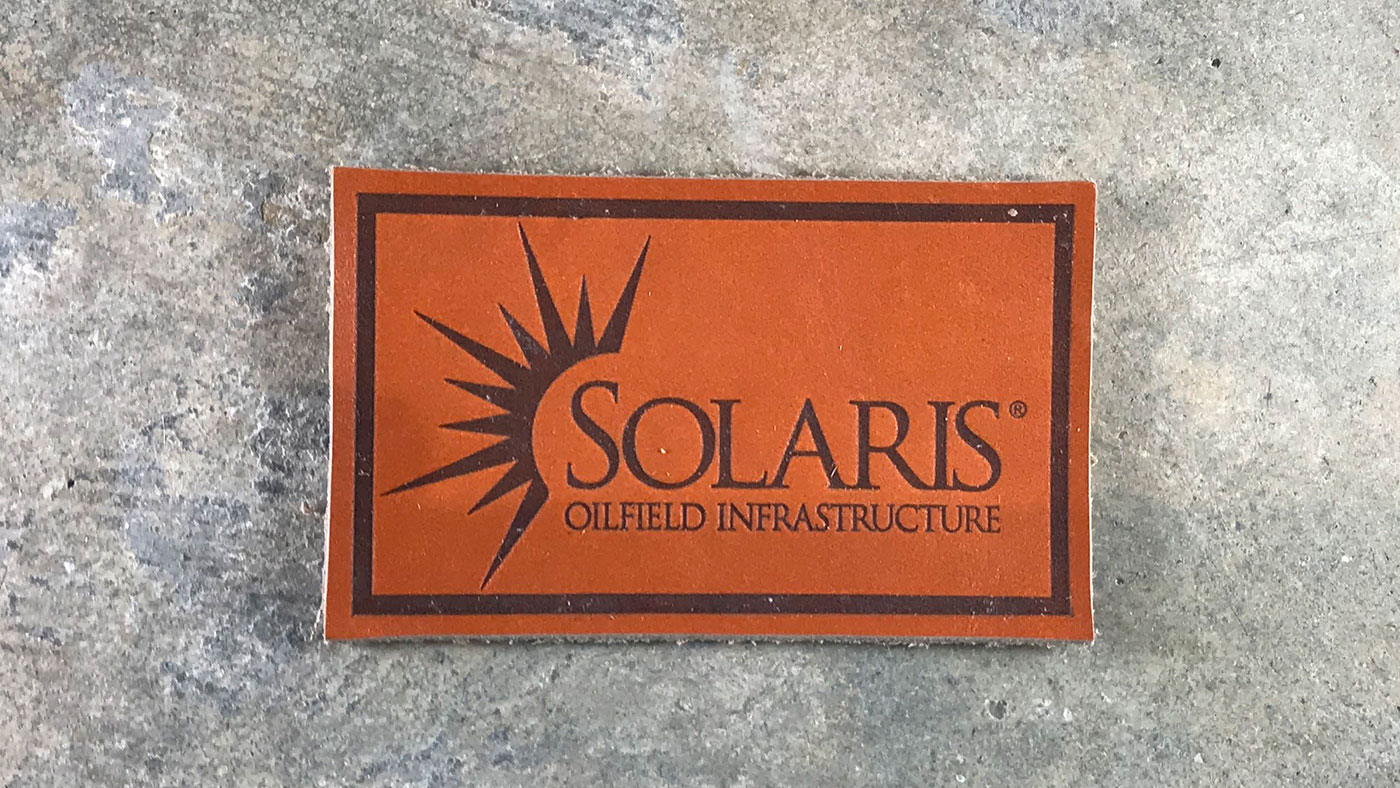 SOLARIS®
OILFIELD INFRASTRUCTURE